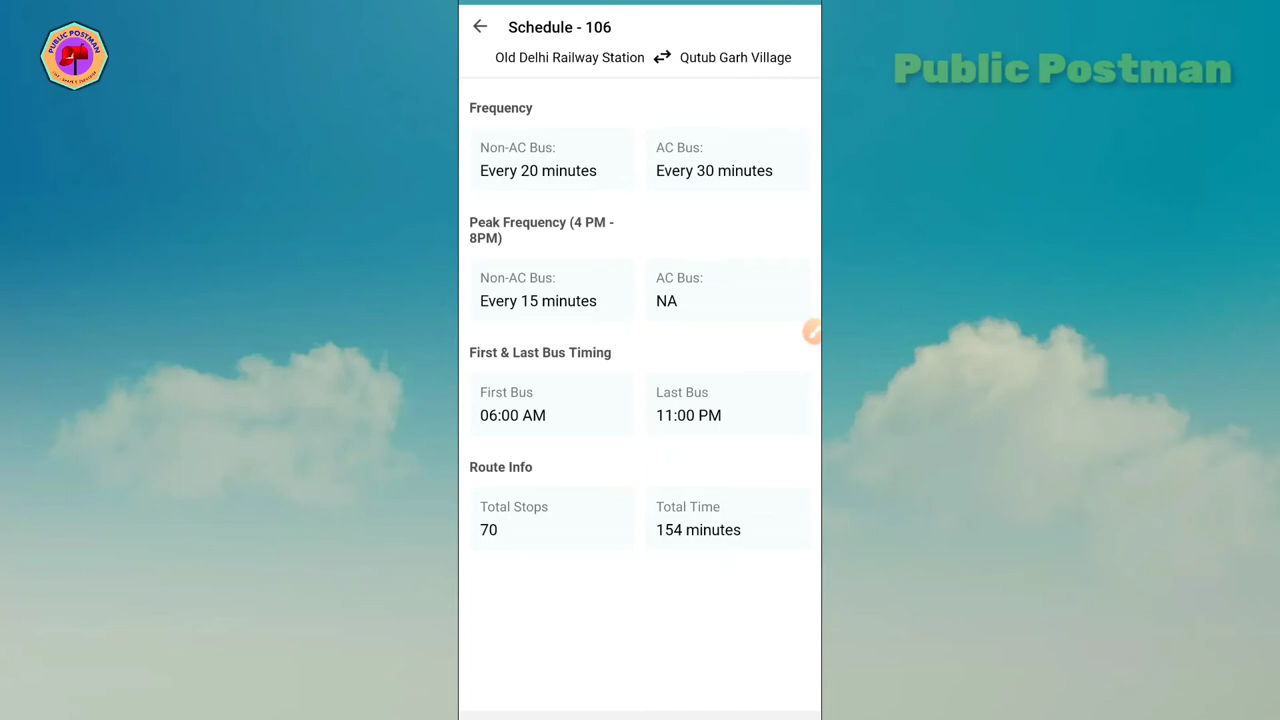 PUBLIC POSTMAN
Public Postman
Schedule - 106
Old Delhi Railway Station Qutub Garh Village
Frequency
Non-AC Bus: AC Bus:
Every 20 minutes Every 30 minutes
Peak Frequency (4 PM -
8PM)
Non-AC Bus: AC Bus:
Every 15 minutes NA
First & Last Bus Timing
First Bus Last Bus
06:00 AM 11:00 PM
Route Info
Total Stops Total Time
70 154 minutes